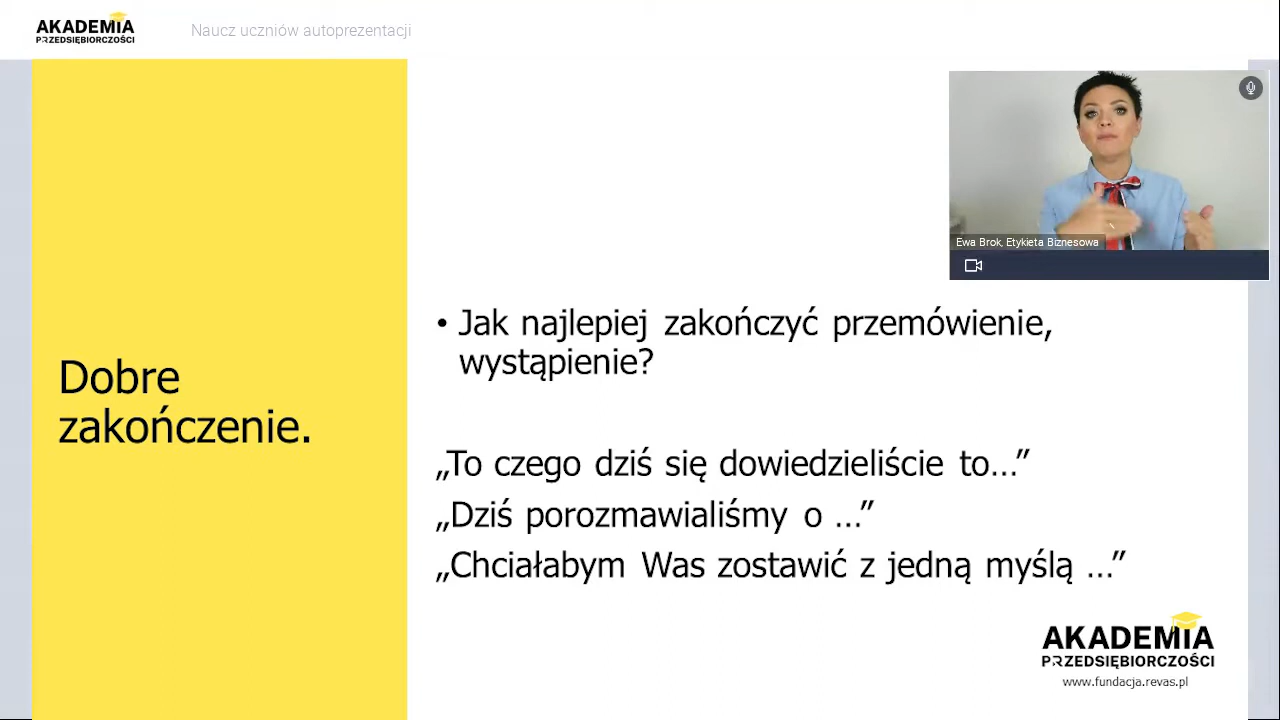 AKADEMIA
PRZEDSIĘBIORCZOŚCI
Naucz uczniów autoprezentacji
Ewa Brok, Etykieta Biznesowa
Dobre
zakończenie.
• Jak najlepiej zakończyć przemówienie,
wystąpienie?
„To czego dziś się dowiedzieliście to…”
„Dziś porozmawialiśmy o …”
„Chciałabym Was zostawić z jedną myślą …”
AKADEMIA
PRZEDSIĘBIORCZOŚCI
www.fundacja.revas.pl